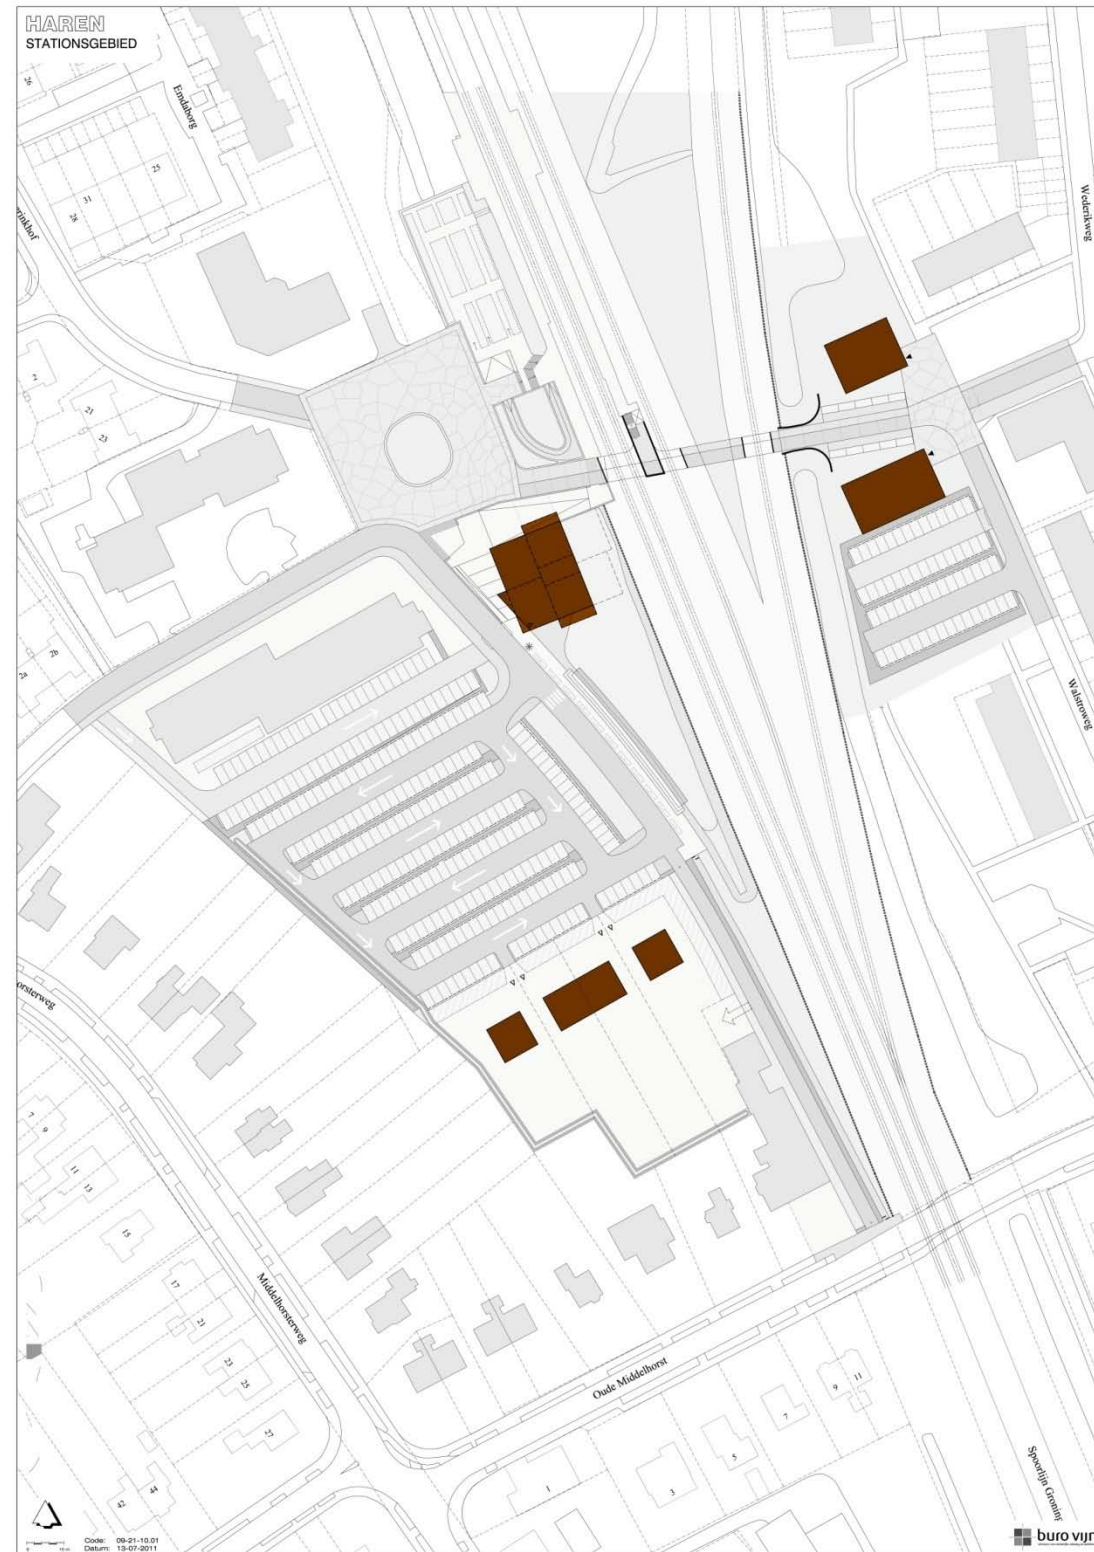 HAREN
STATIONSGEBIED
26
Emdaborg
25
31
28
erinkhof
Wederikweg
2
21
23
2b
2a
Walstroweg
orsterweg
7
9
11
13
15
17
21
23
25
27
Middelhorsterweg
Oude Middelhorst
9
11
7
5
3
1
42
44
Spoorlijn Groning
Code: 09-21-10.01
Datum: 13-07-2011
buro vijn